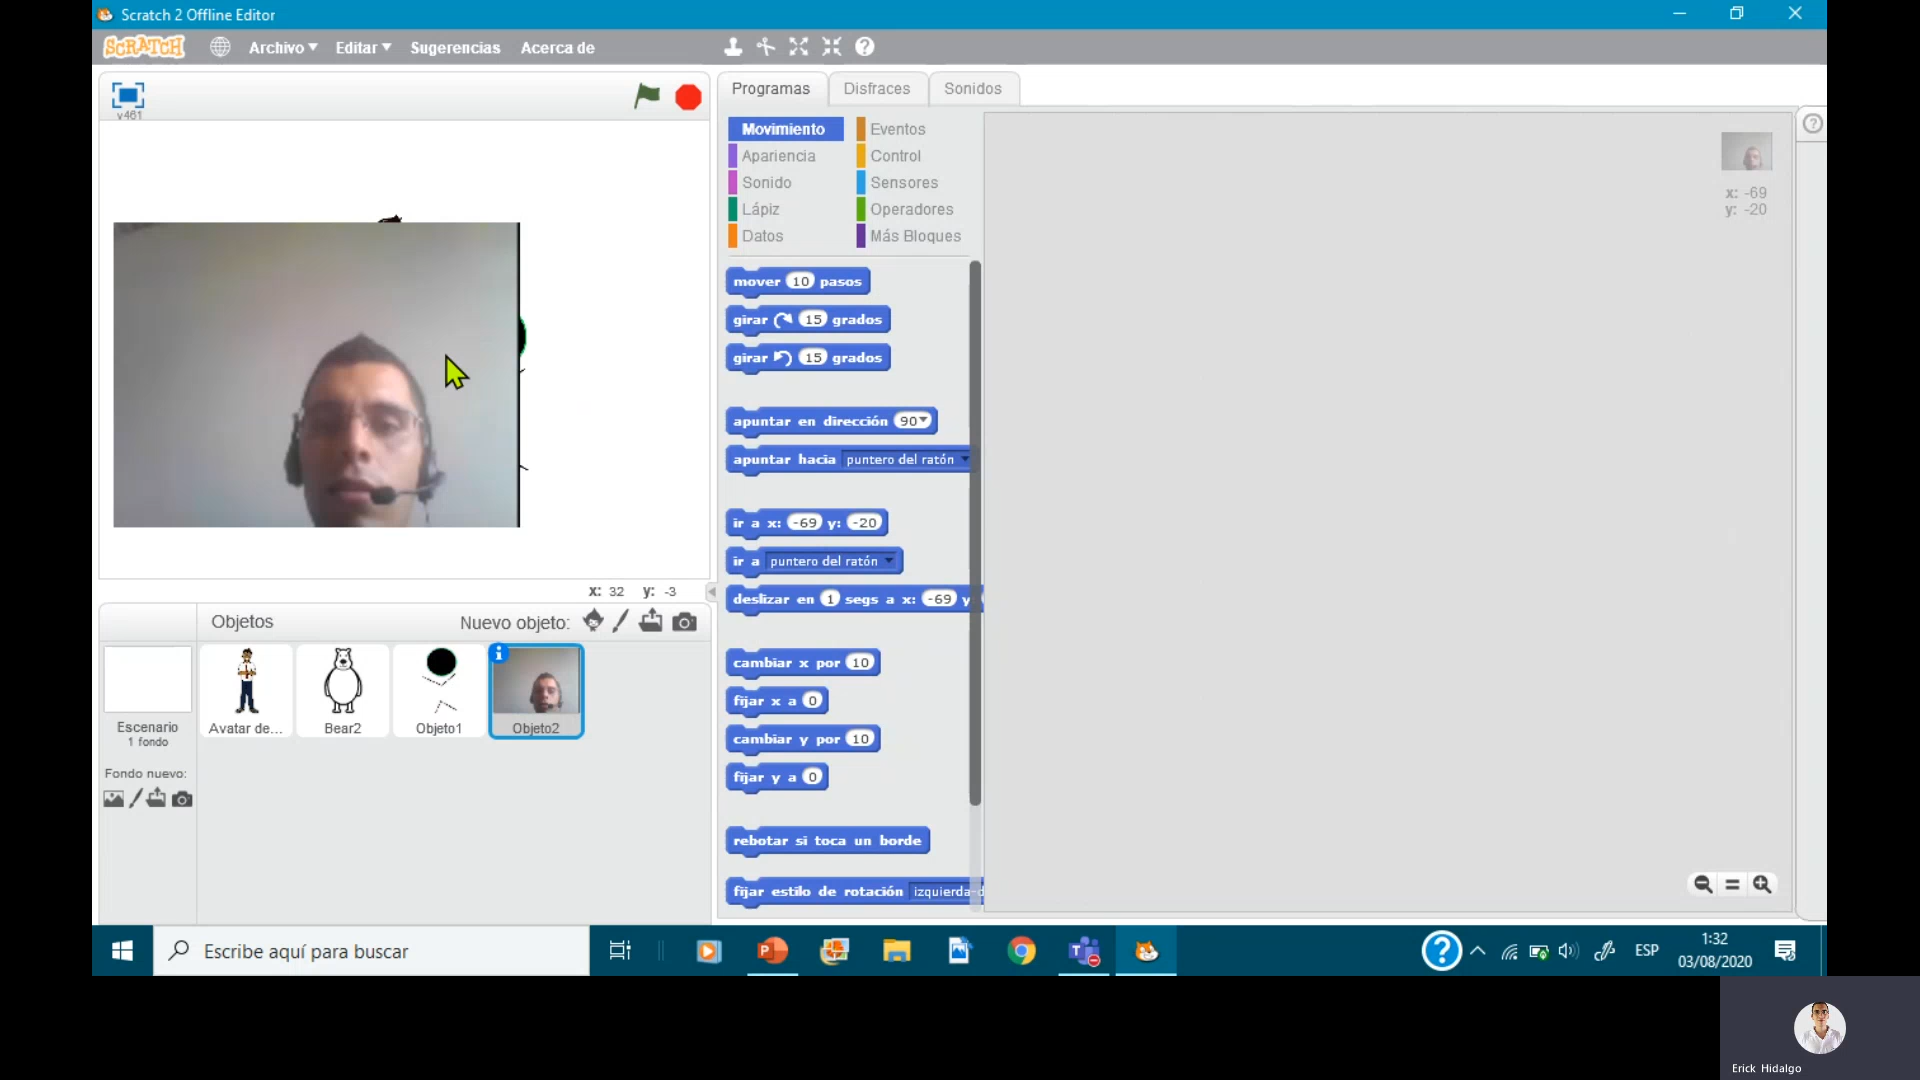 Scratch 2 Offline Editor
SCRATCH
Archivo
Editar
Sugerencias
Acerca de
v461
Programas
Disfraces
Sonidos
Movimiento
Eventos
Apariencia
Control
Sonido
Sensores
Lápiz
Operadores
Datos
Más Bloques
x: -69
y: -20
mover 10 pasos
girar 15 grados
girar 15 grados
apuntar en dirección 90
apuntar hacia puntero del ratón
ir a x: -69 y: -20
ir a puntero del ratón
deslizar en 1 segs a x: -69 y
cambiar x por 10
fijar x a 0
cambiar y por 10
fijar y a 0
rebotar si toca un borde
fijar estilo de rotación izquierda-d
x: 32 y: -3
Objetos
Nuevo objeto:
Escenario
1 fondo
Avatar de...
Bear2
Objeto1
Objeto2
Fondo nuevo:
Escribe aquí para buscar
ESP
1:32
03/08/2020
Erick Hidalgo